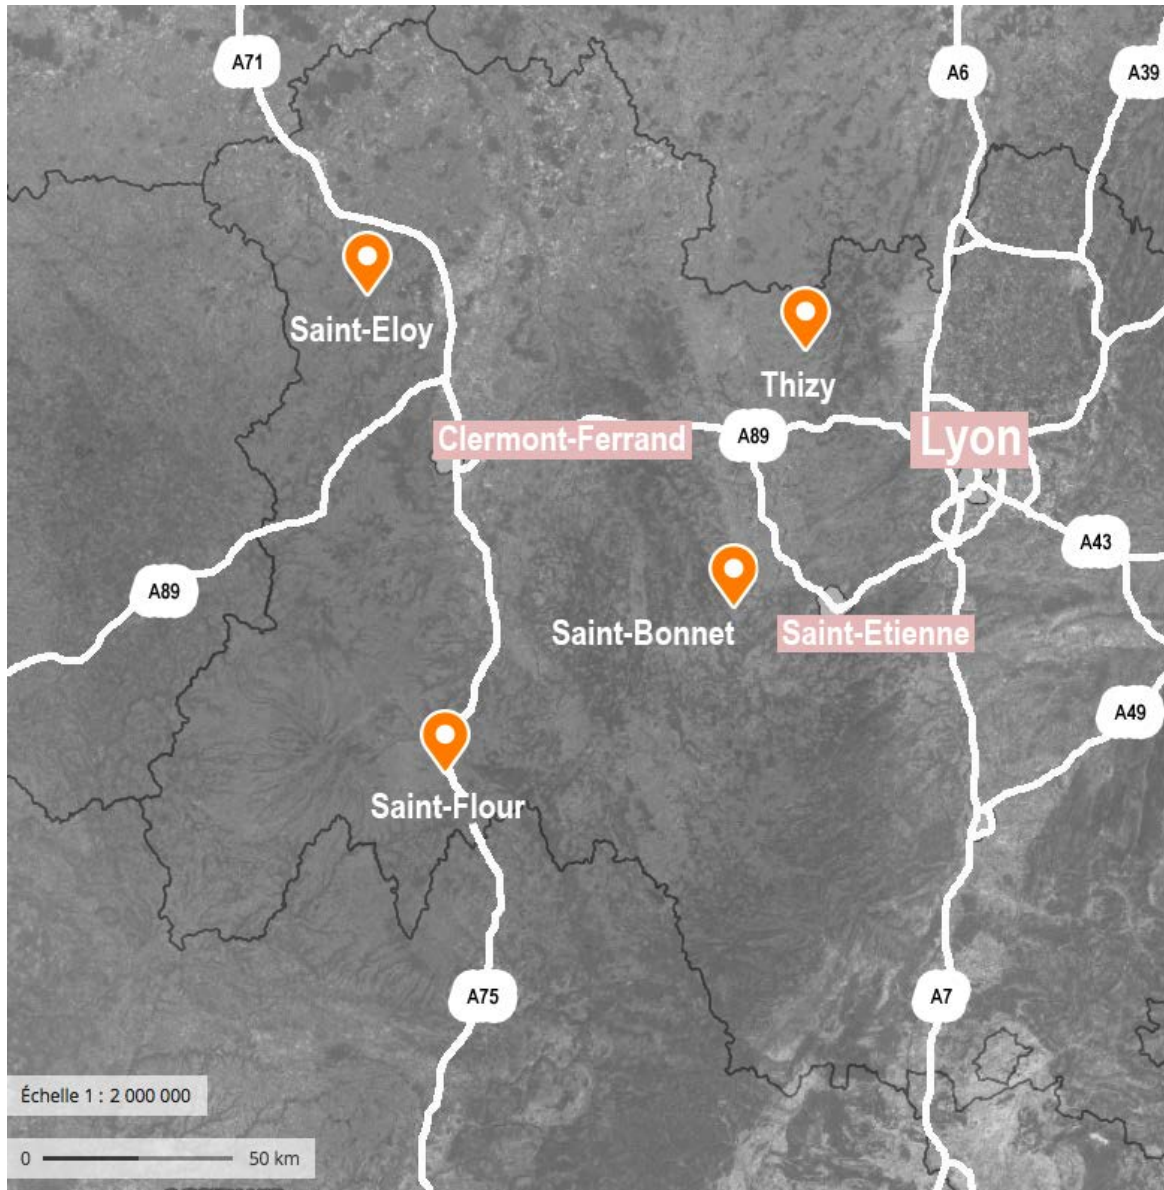 A71
A6
A39
Saint-Eloy
Thizy
Clermont-Ferrand
A89
Lyon
A43
A89
Saint-Bonnet
Saint-Etienne
A49
Saint-Flour
A75
A7
Échelle 1 : 2 000 000
0 50 km